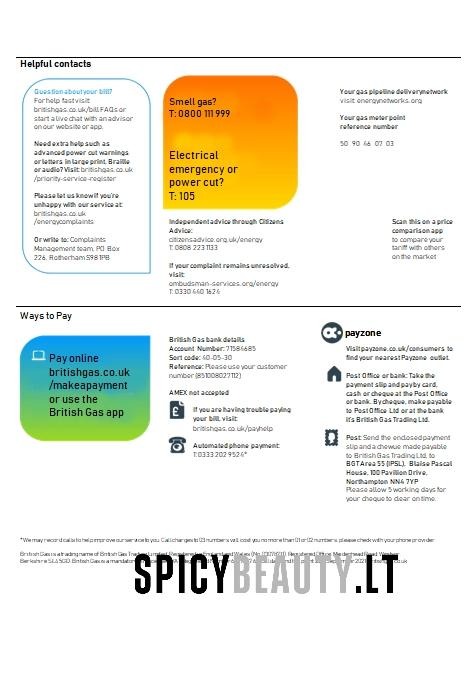 Helpful contacts
Question about your bill?
For help fast visit
britishgas.co.uk/bill FAQs or
start a live chat with an advisor
on our website or app.
Need extra help such as
advanced power cut warnings
or letters in large print, Braille
or audio? Visit: britishgas.co.uk
/priority-service-register
Please let us know if you're
unhappy with our service at:
britishgas.co.uk
/energycomplaints
Or write to: Complaints
Management team, PO Box
226, Rotherham S98 1PB
Smell gas?
T: 0800 111 999
Electrical
emergency or
power cut?
T: 105
Independent advice through Citizens
Advice:
citizensadvice.org.uk/energy
T: 0808 223 1133
If your complaint remains unresolved,
visit:
ombudsman-services.org/energy
T: 0330 440 1624
Your gas pipeline delivery network
visit energynetworks.org
Your gas meter point
reference number
50 90 46 07 03
Scan this on a price
comparison app
to compare your
tariff with others
on the market
Ways to Pay
Pay online
britishgas.co.uk
/makeapayment
or use the
British Gas app
British Gas bank details
Account Number: 71584685
Sort code: 40-05-30
Reference: Please use your customer
number (851008027112)
AMEX not accepted
If you are having trouble paying
your bill, visit:
britishgas.co.uk/payhelp
Automated phone payment:
T: 0333 202 9524*
payzone
Visit payzone.co.uk/consumers to
find your nearest Payzone outlet.
Post Office or bank: Take the
payment slip and pay by card,
cash or cheque at the Post Office
or bank. By cheque, make payable
to Post Office Ltd or at the bank
it's British Gas Trading Ltd.
Post: Send the enclosed payment
slip and a cheuwe made payable
to British Gas Trading Ltd, to
BGT Area 55 (IPSL), Blaise Pascal
House, 100 Pavilion Drive,
Northampton NN4 7YP
Please allow 5 working days for
your cheque to clear on time.
*We may record calls to help improve our service to you. Call charges to 03 numbers will cost you no more than 01 or 02 numbers, please check with your phone provider
British Gas is a trading name of British Gas Trading Limited. Registered in England and Wales (No. 03078711). Registered Office: Maidenhead Road, Windsor,
Berkshire SL4 5GD. British Gas is a
SPICYBEAUTY.LT